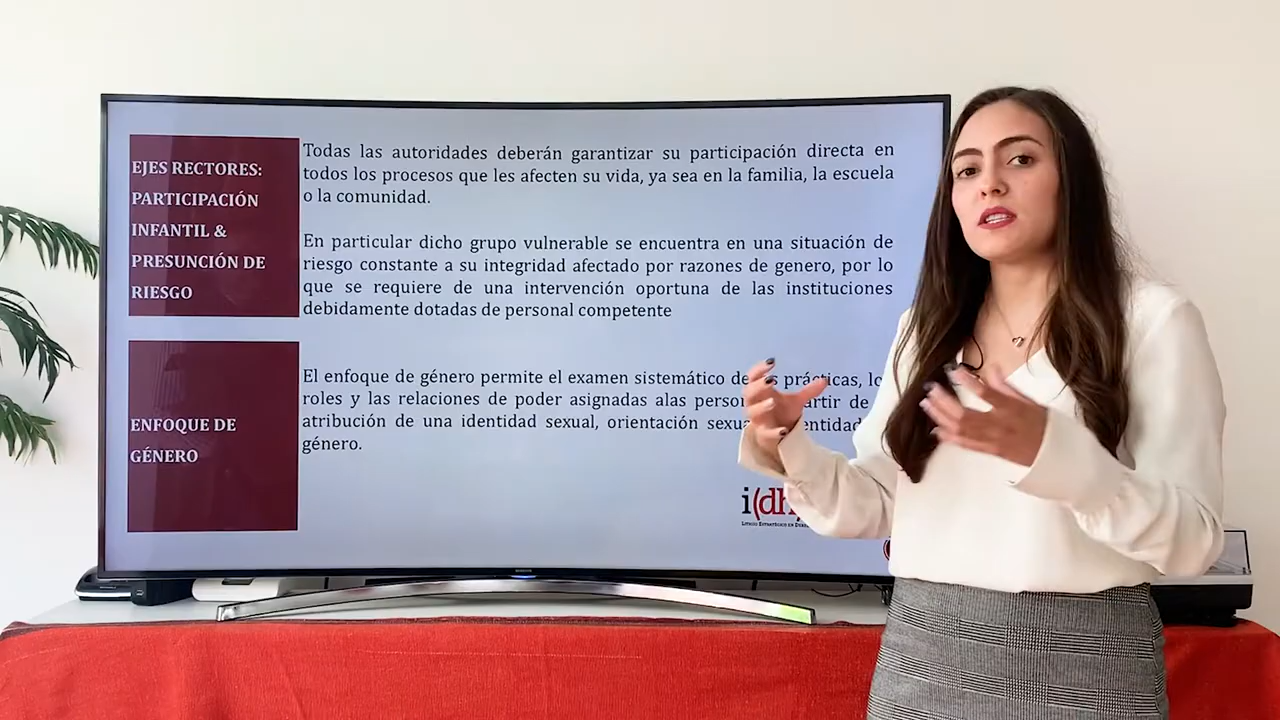 EJES RECTORES:
PARTICIPACIÓN
INFANTIL &
PRESUNCIÓN DE
RIESGO
Todas las autoridades deberán garantizar su participación directa en
todos los procesos que les afecten su vida, ya sea en la familia, la escuela
o la comunidad.
En particular dicho grupo vulnerable se encuentra en una situación de
riesgo constante a su integridad afectado por razones de genero, por lo
que se requiere de una intervención oportuna de las instituciones
debidamente dotadas de personal competente
ENFOQUE DE
GÉNERO
El enfoque de género permite el examen sistemático de prácticas,
roles y las relaciones de poder asignadas alas
atribución de una identidad sexual, orientación
género.
i(dh)